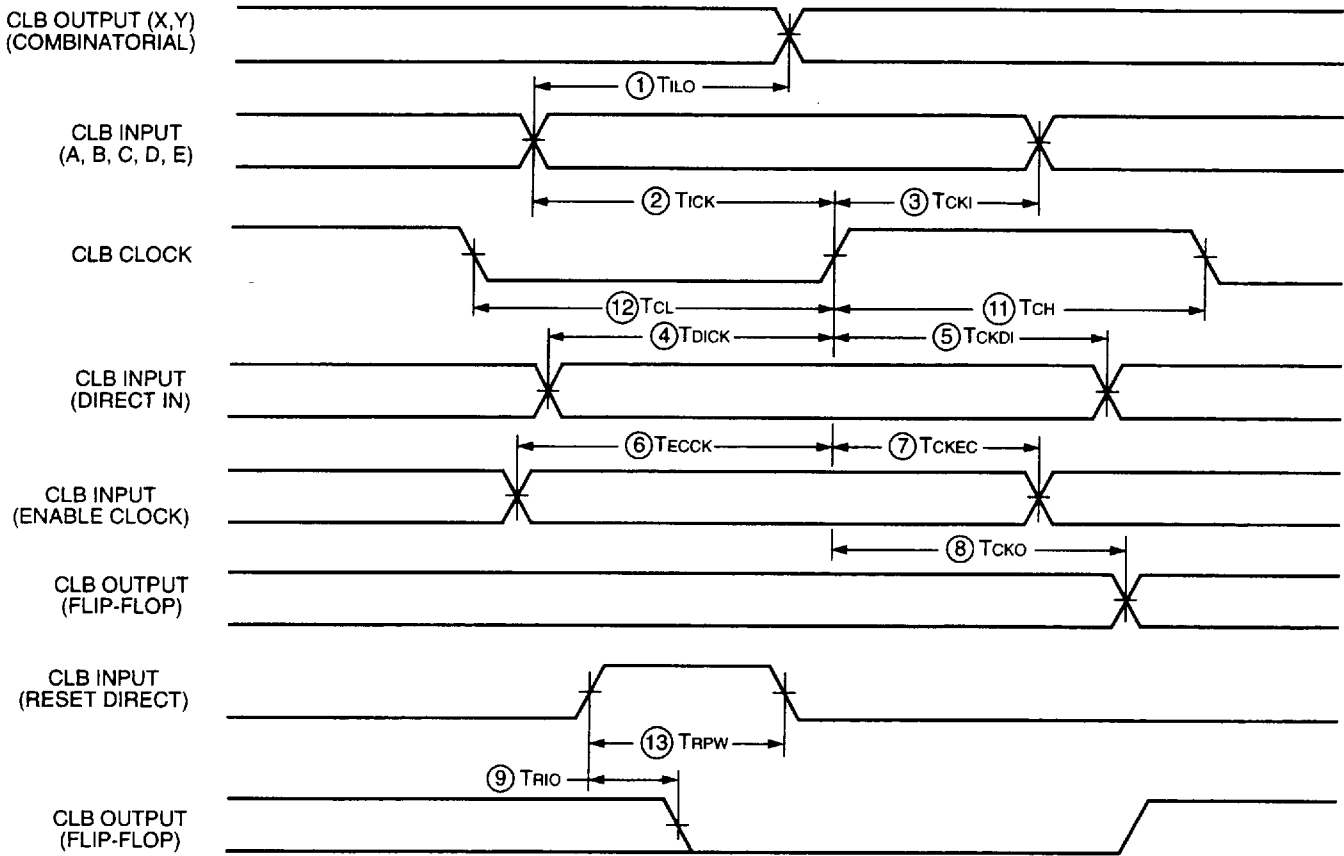 CLB OUTPUT (X,Y)
(COMBINATORIAL)
1 TILO
CLB INPUT
(A, B, C, D, E)
2 TICK
3 TCKI
CLB CLOCK
12 TCL
11 TCH
4 TDICK
5 TCKDI
CLB INPUT
(DIRECT IN)
6 TECCK
7 TCKEC
CLB INPUT
(ENABLE CLOCK)
8 TCKO
CLB OUTPUT
(FLIP-FLOP)
CLB INPUT
(RESET DIRECT)
13 TRPW
9 TRIO
CLB OUTPUT
(FLIP-FLOP)